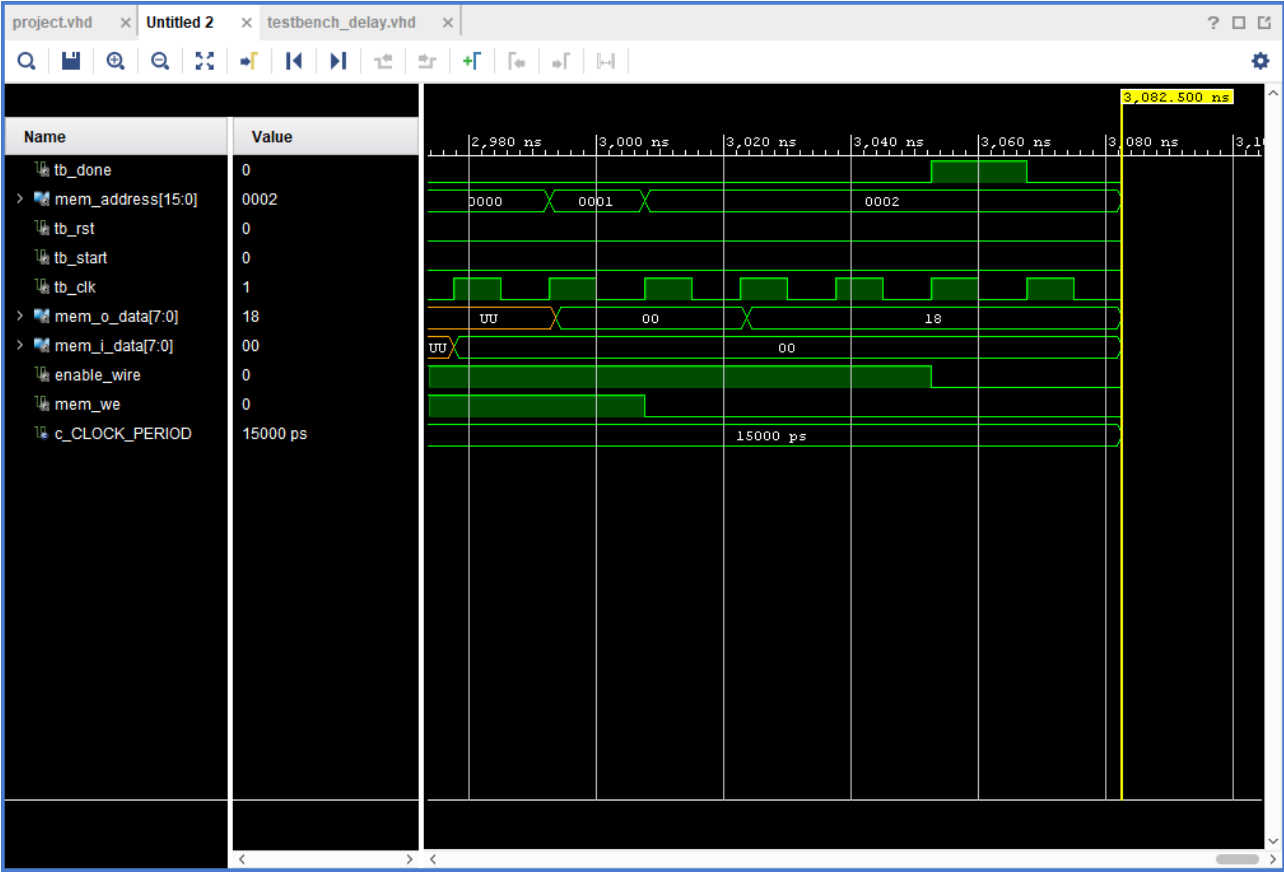 project.vhd × Untitled 2 × testbench_delay.vhd ×
3,082.500 ns
Name Value
2,980 ns 3,000 ns 3,020 ns 3,040 ns 3,060 ns 3,080 ns 3,1
tb_done 0
mem_address[15:0] 0002 0000 0001 0002
tb_rst 0
tb_start 0
tb_clk 1
mem_o_data[7:0] 18 UU 00 18
mem_i_data[7:0] 00 UU 00
enable_wire 0
mem_we 0
c_CLOCK_PERIOD 15000 ps 15000 ps